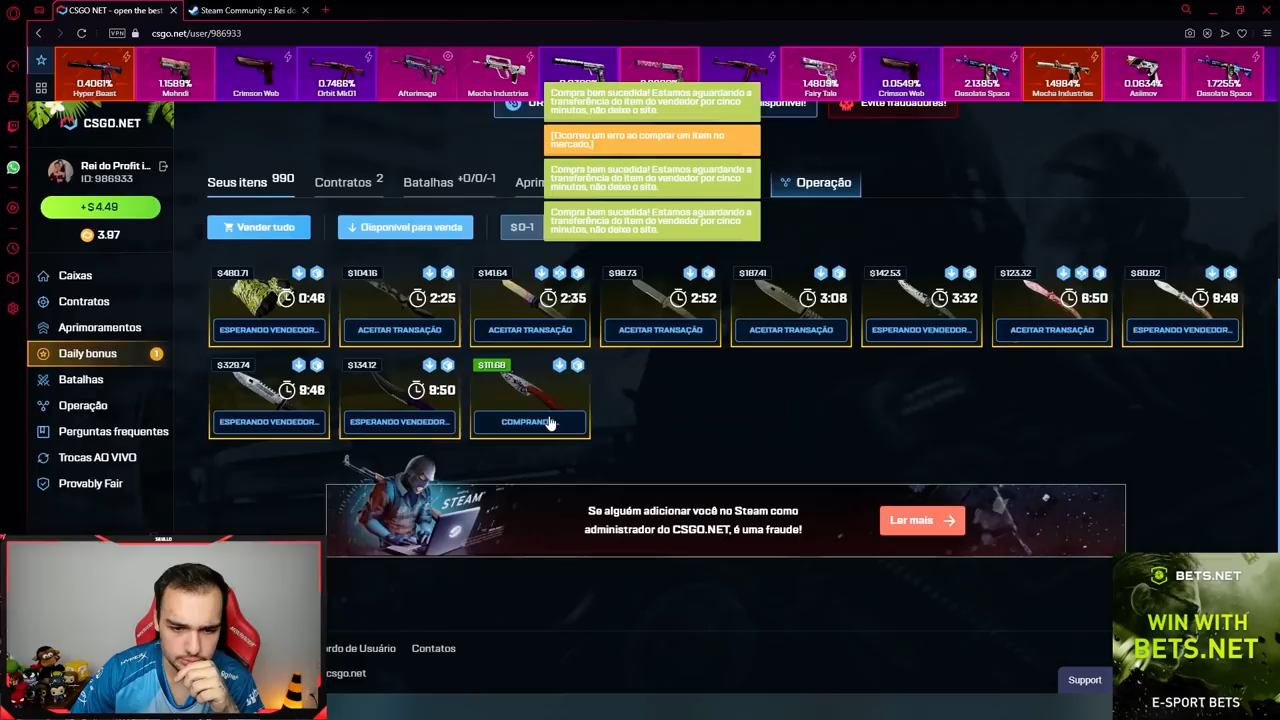 CSGO NET - open the best
Steam Community :: Rei do
VPN
csgo.net/user/986933
0.4061%
Hyper Beast
1.1589%
Mehndi
Crimson Web
0.7466%
Orbit Mk01
Afterimage
Mecha Industries
1.4809%
Fairy Tale
0.0549%
Crimson Web
2.1385%
Desolate Space
1.4984%
Mecha Industries
0.0634%
Asiimov
1.7255%
Desolate Space
CSGO.NET
Evite fraudadores!
Compra bem sucedida! Estamos aguardando a
transferência do item do vendedor por cinco
minutos, não deixe o site.
[Ocorreu um erro ao comprar um item no
mercado.]
Compra bem sucedida! Estamos aguardando a
transferência do item do vendedor por cinco
minutos, não deixe o site.
Compra bem sucedida! Estamos aguardando a
transferência do item do vendedor por cinco
minutos, não deixe o site.
Rei do Profit i...
ID: 986933
+$4.49
3.97
Seus itens 990
Contratos 2
Batalhas +0/0/-1
Operação
Vender tudo
Disponível para venda
$0-1
Caixas
Contratos
Aprimoramentos
Daily bonus
1
Batalhas
Operação
Perguntas frequentes
Trocas AO VIVO
Provably Fair
$480.71
0:46
ESPERANDO VENDEDOR...
$104.16
2:25
ACEITAR TRANSAÇÃO
$141.64
2:35
ACEITAR TRANSAÇÃO
$98.73
2:52
ACEITAR TRANSAÇÃO
$187.41
3:08
ACEITAR TRANSAÇÃO
$142.53
3:32
ESPERANDO VENDEDOR...
$123.32
6:50
ACEITAR TRANSAÇÃO
$80.82
9:49
ESPERANDO VENDEDOR...
$329.74
9:46
ESPERANDO VENDEDOR...
$134.12
9:50
ESPERANDO VENDEDOR...
$111.68
STEAM
Se alguém adicionar você no Steam como
administrador do CSGO.NET, é uma fraude!
Ler mais
Contatos
csgo.net
Support
BETS.NET
WIN WITH
BETS.NET
E-SPORT BETS